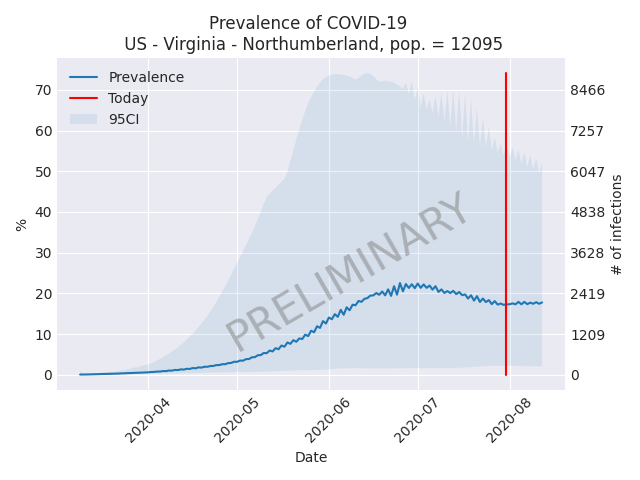 Prevalence of COVID-19
US - Virginia - Northumberland, pop. = 12095
Prevalence
Today
95CI
PRELIMINARY
%
70
60
50
40
30
20
10
0
8466
7257
6047
4838
3628
2419
1209
0
# of infections
2020-04
2020-05
2020-06
2020-07
2020-08
Date